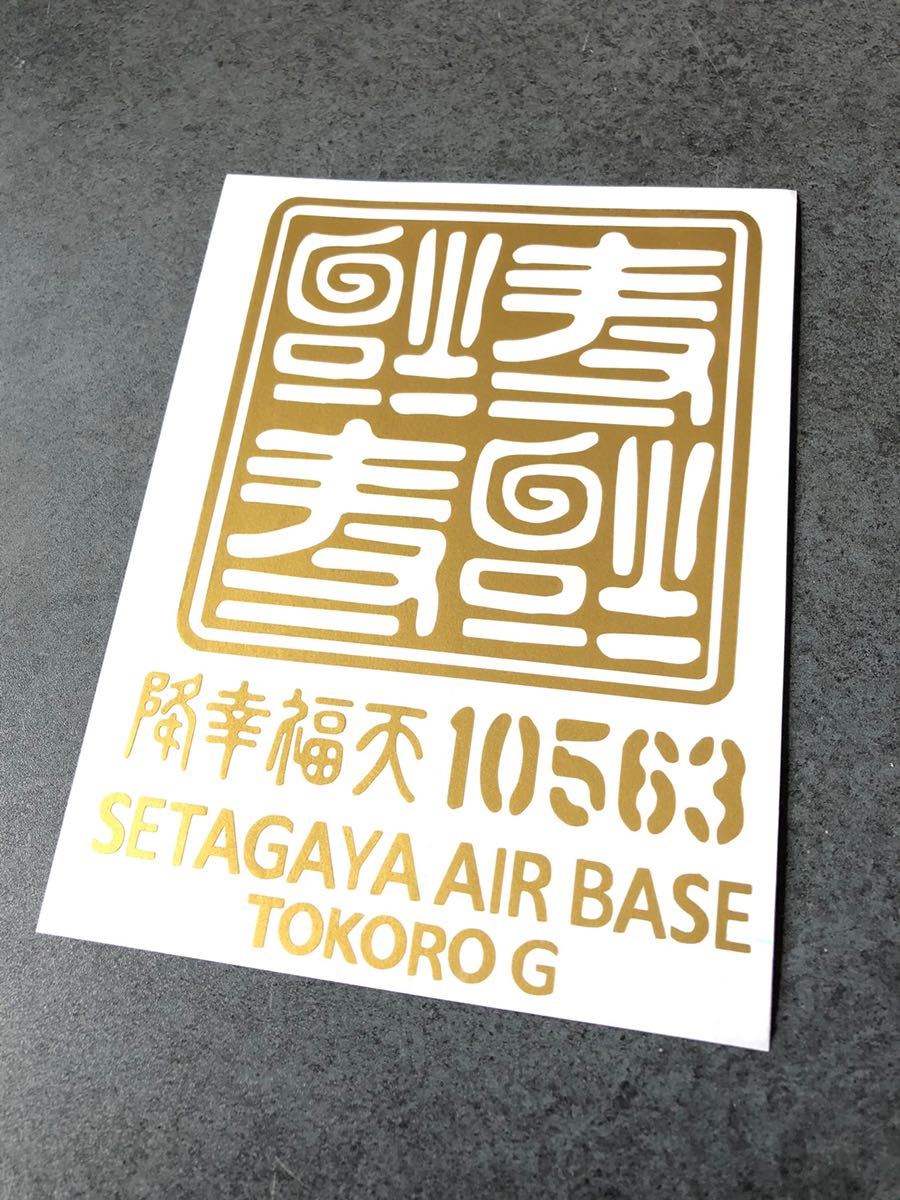 降幸福天 10563
SETAGAYA AIR BASE
TOKORO G